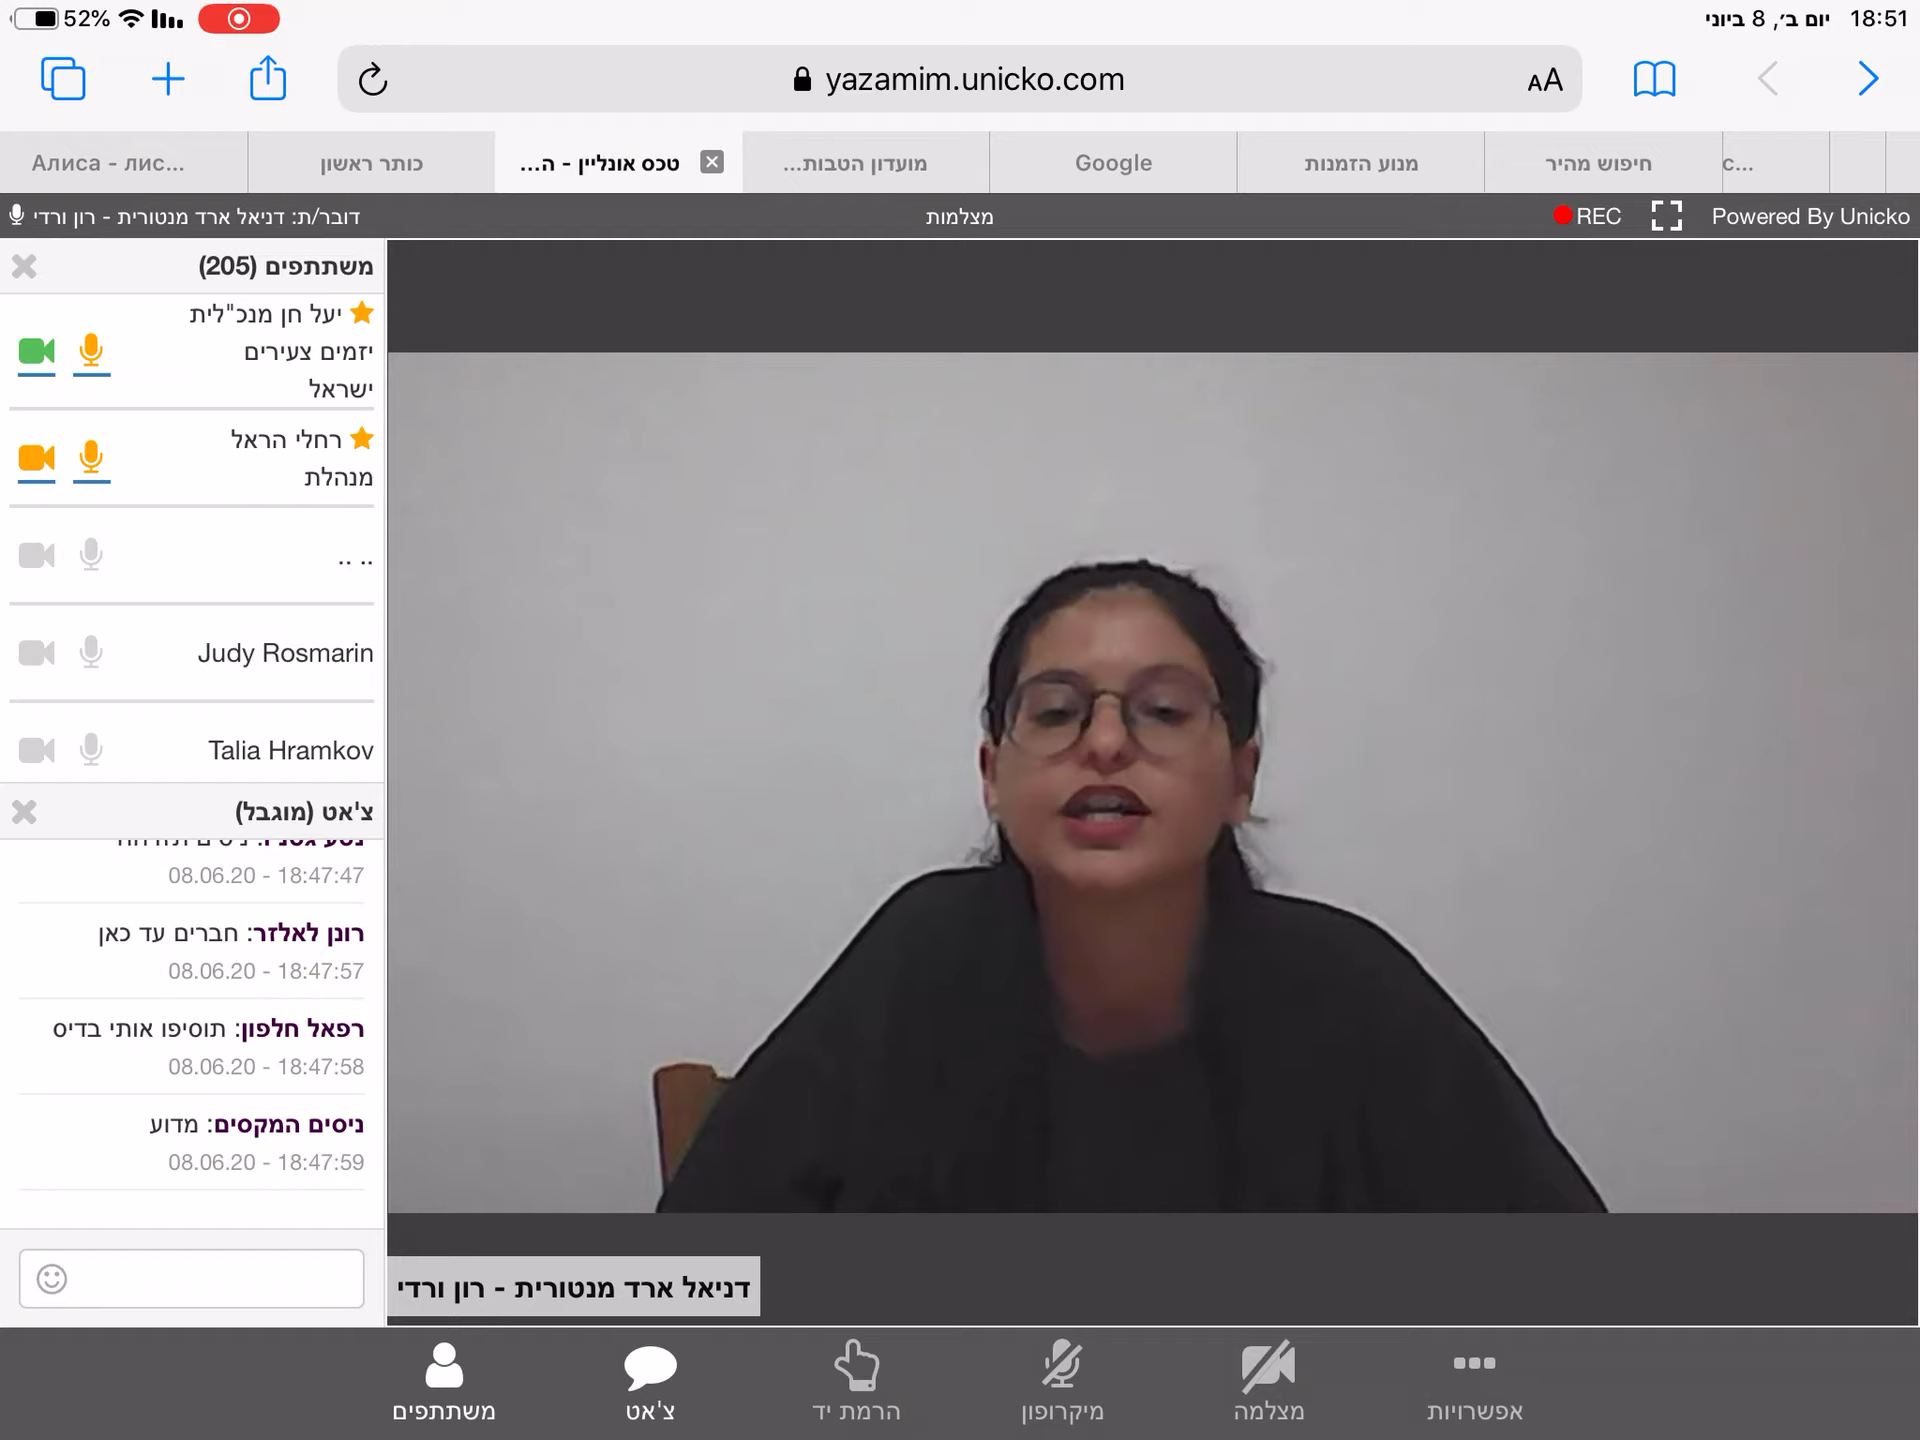 52%
18:51 יום ב׳, 8 ביוני
yazamim.unicko.com
AA
Алиса - лис...
כותר ראשון
טכס אונליין - ה...
מועדון הטבות...
Google
מנוע הזמנות
חיפוש מהיר
c...
דובר/ת: דניאל ארד מנטורית - רון ורדי
מצלמות
REC
Powered By Unicko
משתתפים (205)
יעל חן מנכ"לית
יזמים צעירים
ישראל
רחלי הראל
מנהלת
.. ..
Judy Rosmarin
Talia Hramkov
צ'אט (מוגבל)
08.06.20 - 18:47:47
רונן לאלזר: חברים עד כאן
08.06.20 - 18:47:57
רפאל חלפון: תוסיפו אותי בדיס
08.06.20 - 18:47:58
ניסים המקסים: מדוע
08.06.20 - 18:47:59
דניאל ארד מנטורית - רון ורדי
משתתפים
צ'אט
הרמת יד
מיקרופון
מצלמה
אפשרויות